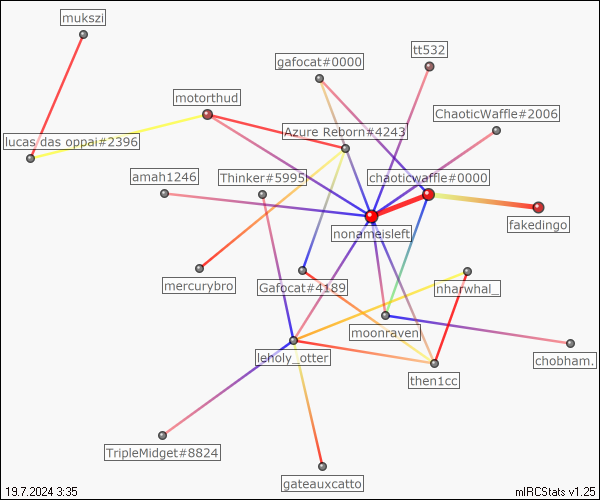 mukszi
tt532
gafocat#0000
motorthud
ChaoticWaffle#2006
Azure Reborn#4243
lucas das oppai#2396
amah1246
Thinker#5995
chaoticwaffle#0000
nonameisleft
fakedingo
mercurybro
Gafocat#4189
nharwhal_
moonraven
leholy_otter
chobham.
then1cc
TripleMidget#8824
gateauxcatto
19.7.2024 3:35
mIRCStats v1.25